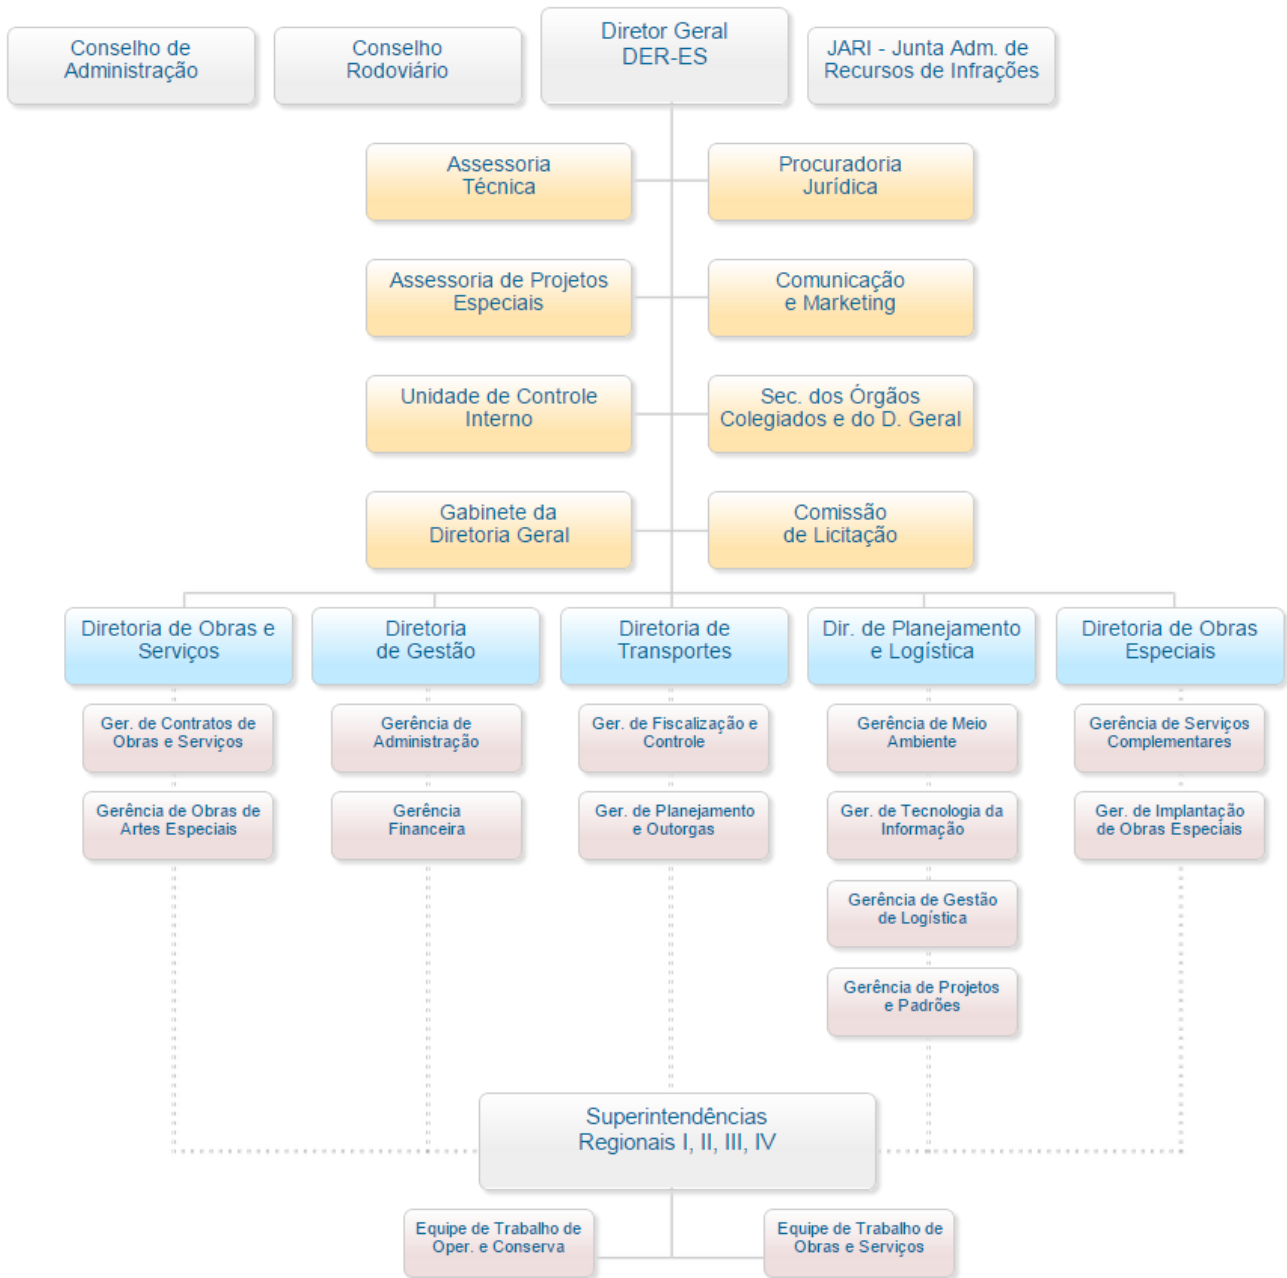 Conselho de
Administração
Conselho
Rodoviário
Diretor Geral
DER-ES
JARI - Junta Adm. de
Recursos de Infrações
Assessoria
Técnica
Procuradoria
Jurídica
Assessoria de Projetos
Especiais
Comunicação
e Marketing
Unidade de Controle
Interno
Sec. dos Órgãos
Colegiados e do D. Geral
Gabinete da
Diretoria Geral
Comissão
de Licitação
Diretoria de Obras e
Serviços
Diretoria
de Gestão
Diretoria de
Transportes
Dir. de Planejamento
e Logística
Diretoria de Obras
Especiais
Ger. de Contratos de
Obras e Serviços
Gerência de
Administração
Ger. de Fiscalização e
Controle
Gerência de Meio
Ambiente
Gerência de Serviços
Complementares
Gerência de Obras de
Artes Especiais
Gerência
Financeira
Ger. de Planejamento
e Outorgas
Ger. de Tecnologia da
Informação
Ger. de Implantação
de Obras Especiais
Gerência de Gestão
de Logística
Gerência de Projetos
e Padrões
Superintendências
Regionais I, II, III, IV
Equipe de Trabalho de
Oper. e Conserva
Equipe de Trabalho de
Obras e Serviços